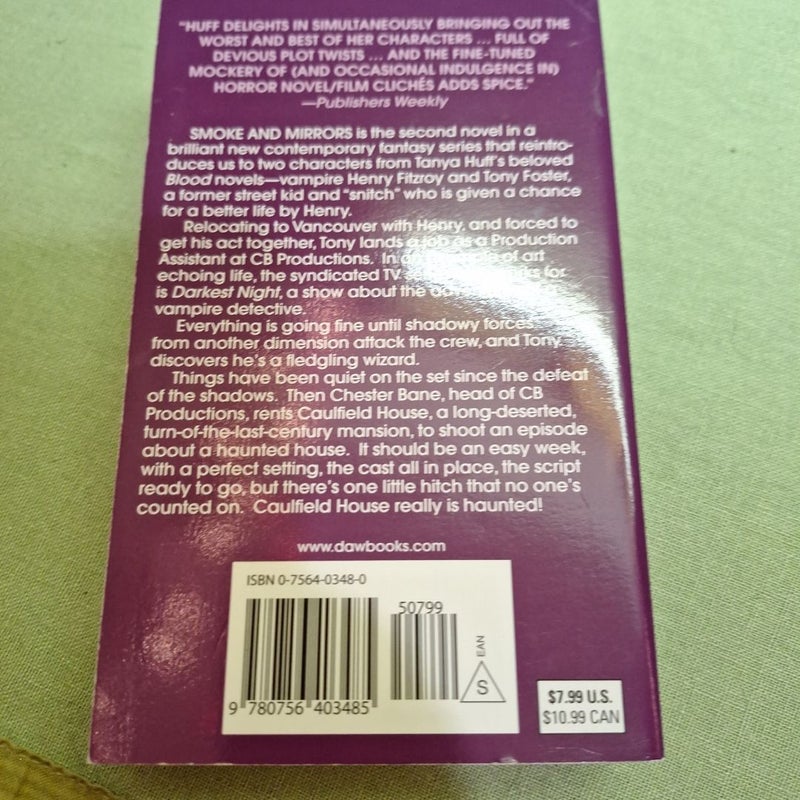 "HUFF DELIGHTS IN SIMULTANEOUSLY BRINGING OUT THE
WORST AND BEST OF HER CHARACTERS ... FULL OF
DEVIOUS PLOT TWISTS ... AND THE FINE-TUNED
MOCKERY OF (AND OCCASIONAL INDULGENCE IN)
HORROR NOVEL/FILM CLICHÉS ADDS SPICE."
—Publishers Weekly
SMOKE AND MIRRORS is the second novel in a
brilliant new contemporary fantasy series that reintro-
duces us to two characters from Tanya Huff's beloved
Blood novels—vampire Henry Fitzroy and Tony Foster,
a former street kid and "snitch" who is given a chance
for a better life by Henry.
Relocating to Vancouver with Henry, and forced to
get his act together, Tony lands a job as a Production
Assistant at CB Productions. In an of art
echoing life, the syndicated TV for
is Darkest Night, a show about the
vampire detective.
Everything is going fine until shadowy forces
from another dimension attack the crew, and Tony
discovers he's a fledgling wizard.
Things have been quiet on the set since the defeat
of the shadows. Then Chester Bane, head of CB
Productions, rents Caulfield House, a long-deserted,
turn-of-the-last-century mansion, to shoot an episode
about a haunted house. It should be an easy week,
with a perfect setting, the cast all in place, the script
ready to go, but there's one little hitch that no one's
counted on. Caulfield House really is haunted!
www.dawbooks.com
ISBN 0-7564-0348-0
50799
EAN
S
9 780756 403485
$7.99 U.S.
$10.99 CAN